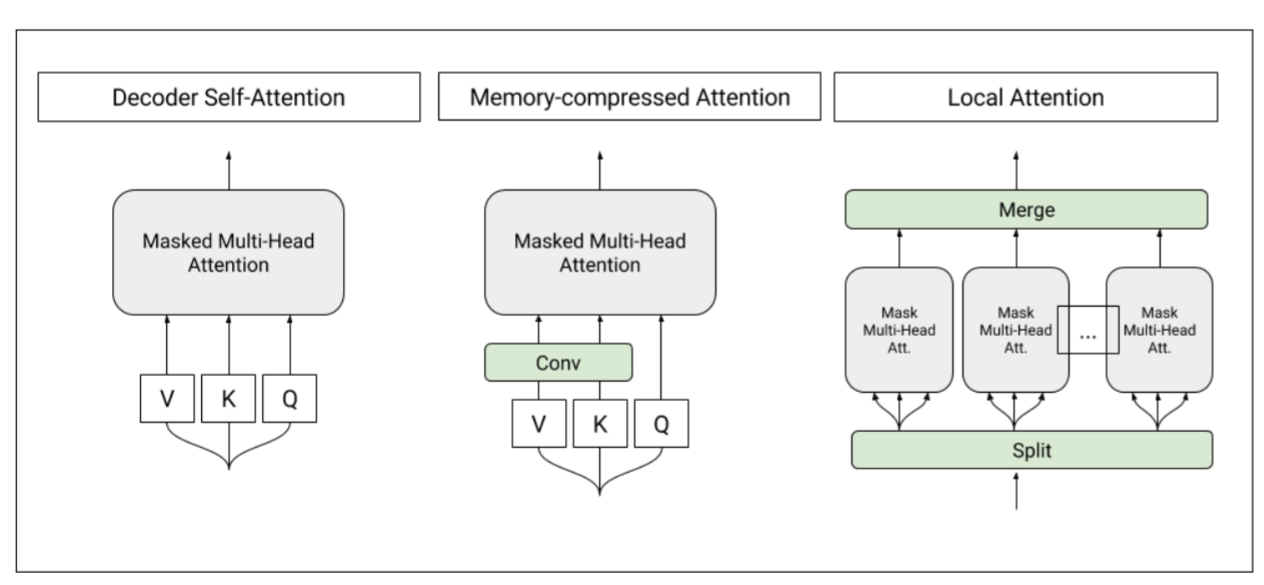 Decoder Self-Attention
Memory-compressed Attention
Local Attention
Masked Multi-Head
Attention
V
K
Q
Masked Multi-Head
Attention
Conv
V
K
Q
Merge
Mask
Multi-Head
Att.
Mask
Multi-Head
Att.
...
Mask
Multi-Head
Att.
Split